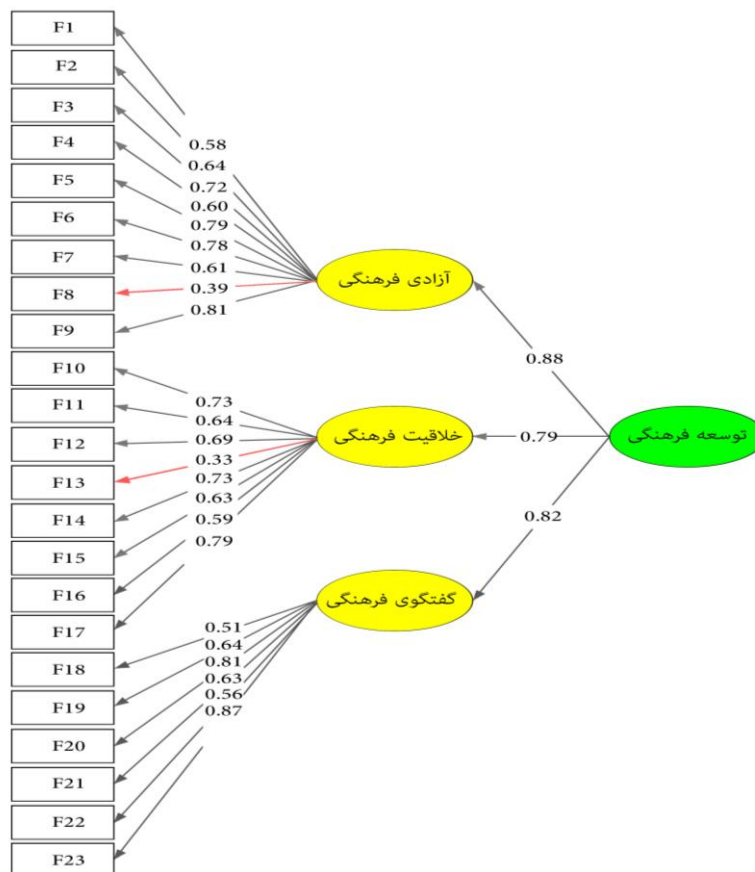 F1
F2
F3
F4
F5
F6
F7
F8
F9
F10
F11
F12
F13
F14
F15
F16
F17
F18
F19
F20
F21
F22
F23
0.58
0.64
0.72
0.60
0.79
0.78
0.61
0.39
0.81
0.73
0.64
0.69
0.33
0.73
0.63
0.59
0.79
0.51
0.64
0.81
0.63
0.56
0.87
آزادی فرهنگی
خلاقیت فرهنگی
گفتگوی فرهنگی
0.88
0.79
0.82
توسعه فرهنگی